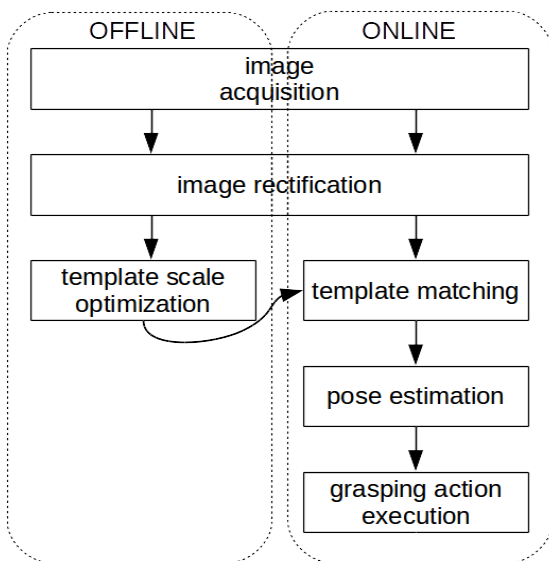 OFFLINE
ONLINE
image
acquisition
image rectification
template scale
optimization
template matching
pose estimation
grasping action
execution